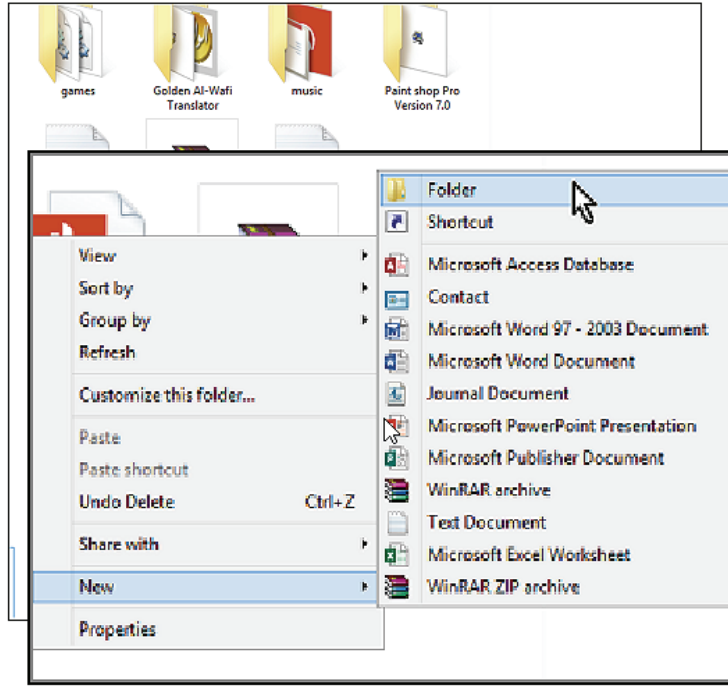 games
Golden Al-Wafi
Translator
music
Paint shop Pro
Version 7.0
View
Sort by
Group by
Refresh
Customize this folder...
Paste
Paste shortcut
Undo Delete Ctrl+Z
Share with
New
Properties
Folder
Shortcut
Microsoft Access Database
Contact
Microsoft Word 97 - 2003 Document
Microsoft Word Document
Journal Document
Microsoft PowerPoint Presentation
Microsoft Publisher Document
WinRAR archive
Text Document
Microsoft Excel Worksheet
WinRAR ZIP archive